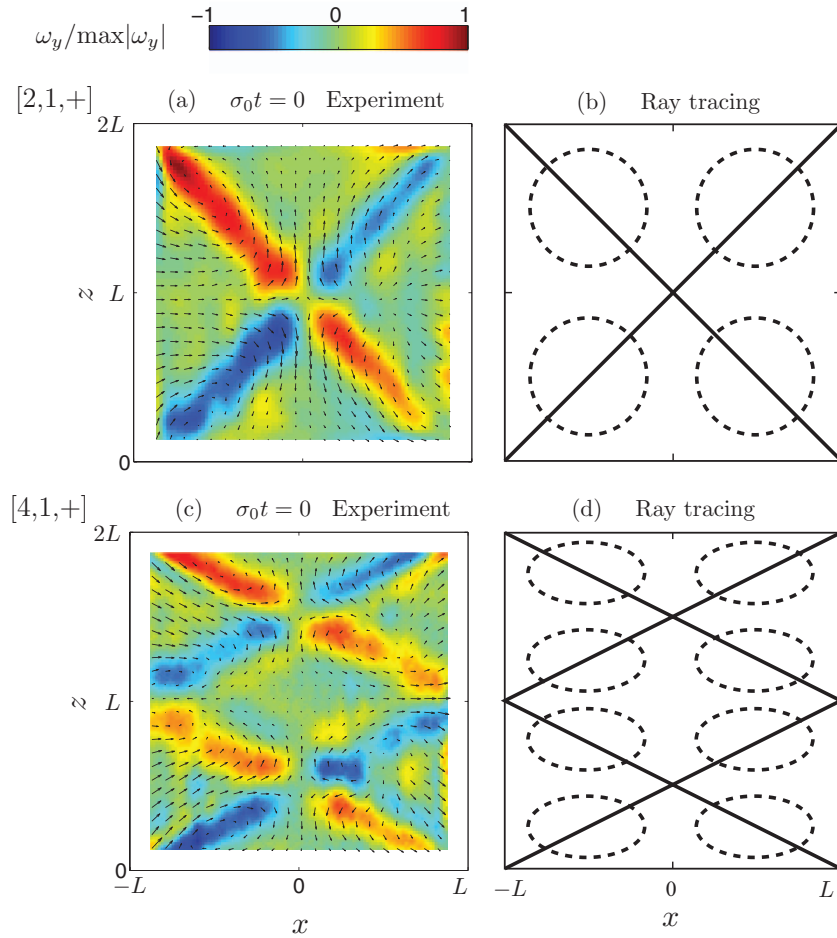 −1 0 1
ω_y/max|ω_y|
[2,1,+] (a) σ_0t = 0 Experiment (b) Ray tracing
2L
z L
0
[4,1,+] (c) σ_0t = 0 Experiment (d) Ray tracing
2L
z L
0
−L 0 L −L 0 L
x x